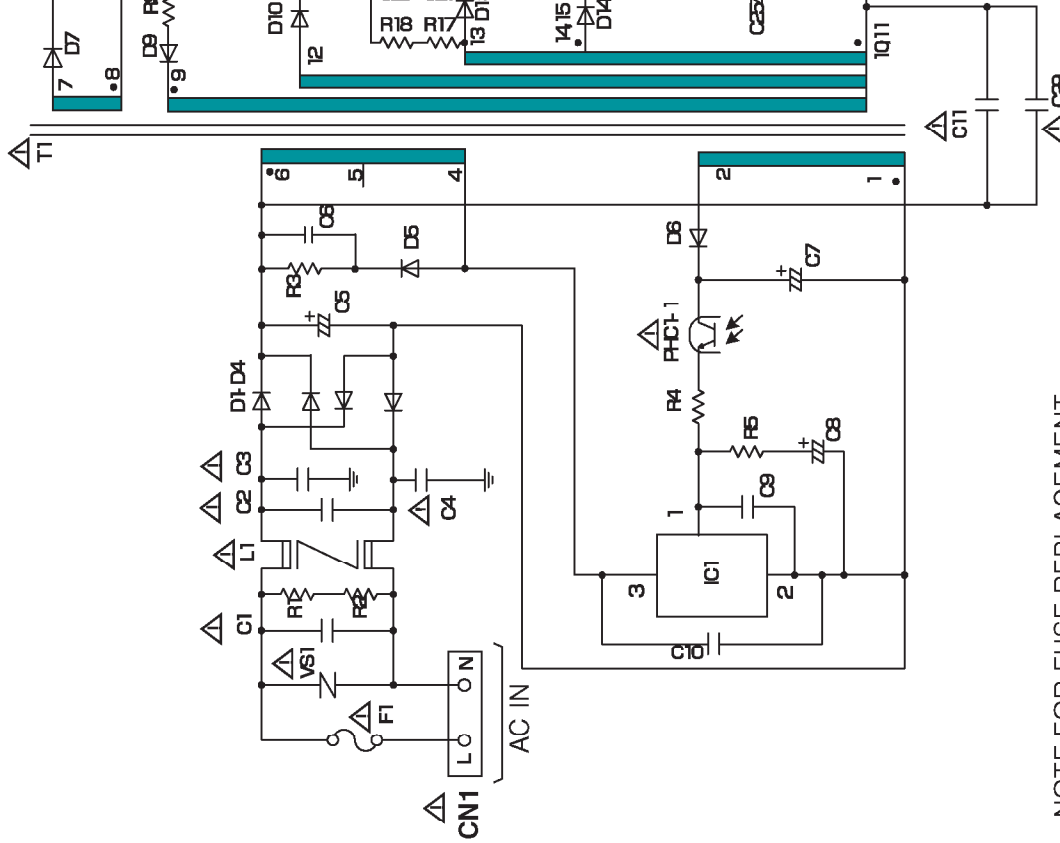 D7
7
8
D9
9
D10
12
R18
R17
13
14,15
D14
10,11
C11
T1
6
5
4
2
1
C6
R3
D5
D6
C7
C5
PHC1-1
D1-D4
R4
R5
C8
C3
C2
C4
C9
1
L1
IC1
3
2
R1
R2
C1
C10
VS1
F1
N
L
AC IN
CN1
NOTE FOR FUSE REPLACEMENT